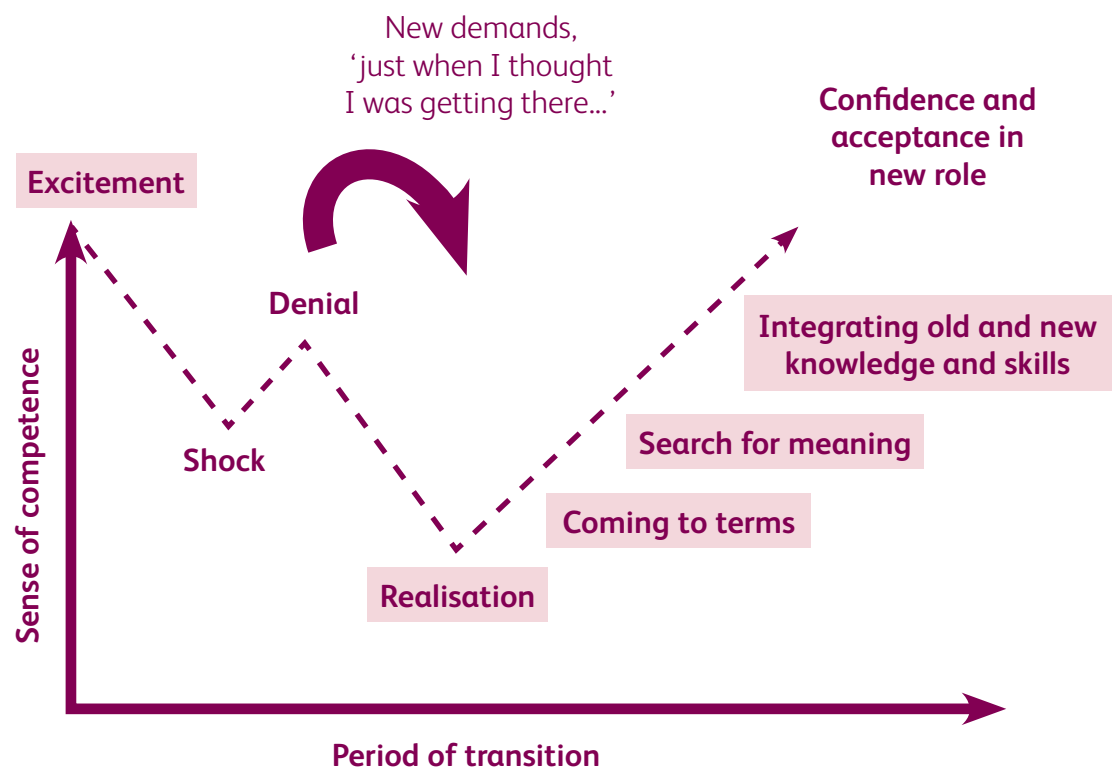 New demands,
‘just when I thought
I was getting there...’
Confidence and
acceptance in
new role
Excitement
Denial
Shock
Integrating old and new
knowledge and skills
Search for meaning
Coming to terms
Realisation
Sense of competence
Period of transition